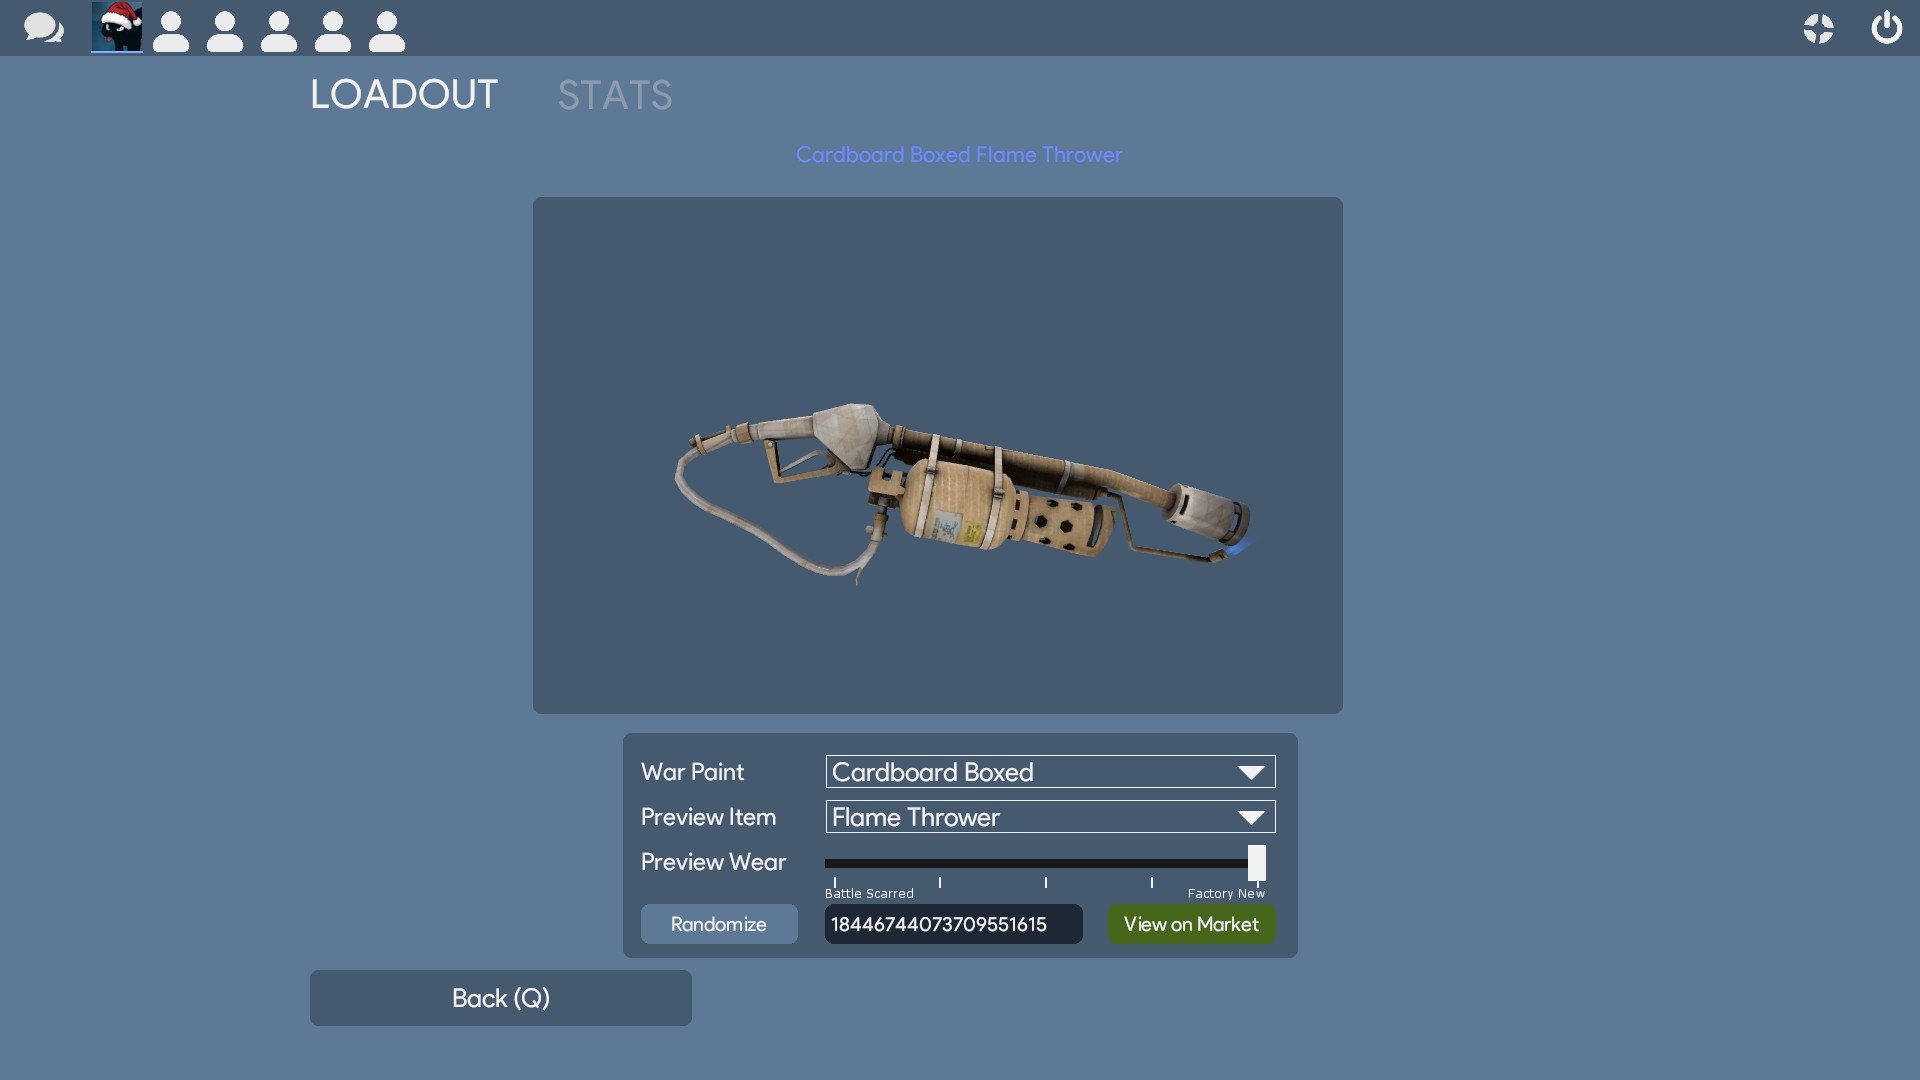 LOADOUT STATS
Cardboard Boxed Flame Thrower
War Paint Cardboard Boxed
Preview Item Flame Thrower
Preview Wear
Battle Scarred Factory New
Randomize 18446744073709551615 View on Market
Back (Q)